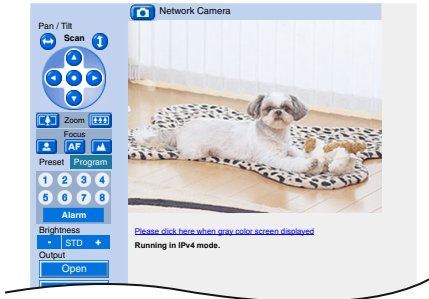 Network Camera
Pan / Tilt
Scan
Zoom
Focus
AF
Preset Program
1 2 3 4
5 6 7 8
Alarm
Brightness
- STD +
Output
Open
Please click here when gray color screen displayed
Running in IPv4 mode.